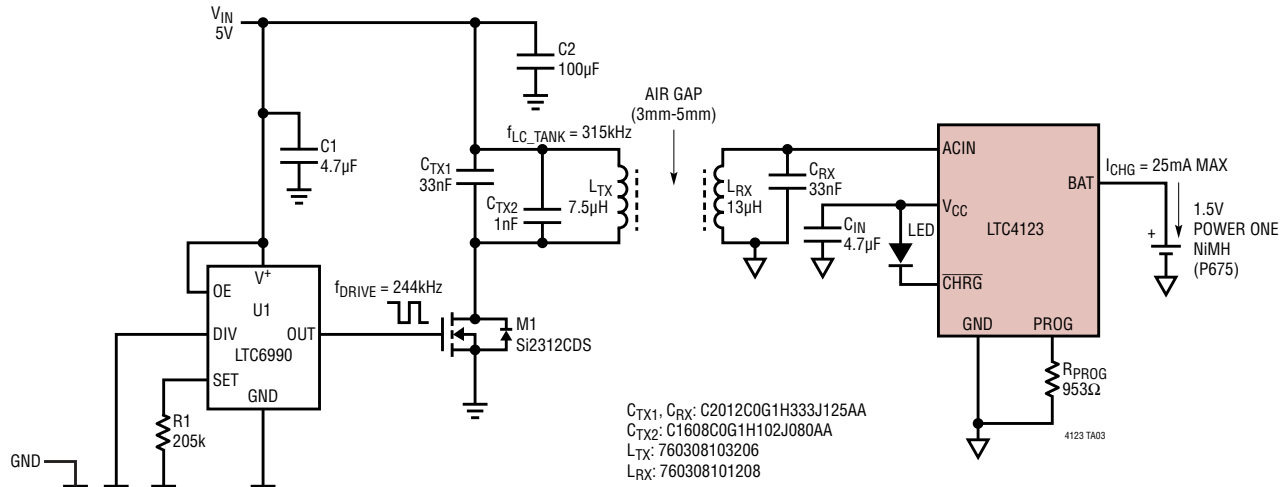 VIN
5V
C2
100µF
C1
4.7µF
fLC_TANK = 315kHz
CTX1
33nF
CTX2
1nF
LTX
7.5µH
AIR GAP
(3mm-5mm)
LRX
13µH
CRX
33nF
CIN
4.7µF
LED
ACIN
VCC
CHRG
BAT
LTC4123
GND
PROG
ICHG = 25mA MAX
+
1.5V
POWER ONE
NiMH
(P675)
RPROG
953Ω
V+
OE
U1
DIV
OUT
LTC6990
SET
GND
fDRIVE = 244kHz
M1
Si2312CDS
R1
205k
GND
CTX1, CRX: C2012C0G1H333J125AA
CTX2: C1608C0G1H102J080AA
LTX: 760308103206
LRX: 760308101208
4123 TA03